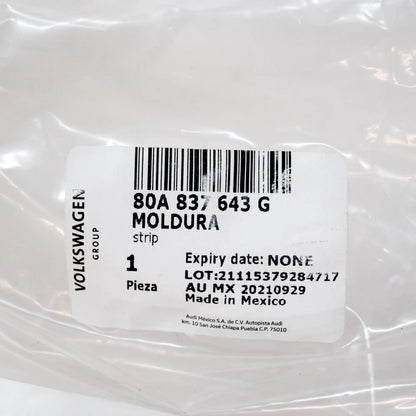 VOLKSWAGEN
GROUP
80A 837 643 G
MOLDURA
strip
1
Pieza
Expiry date: NONE
LOT:21115379284717
AU MX 20210929
Made in Mexico
Audi México S.A. de C.V. Autopista Audi
km. 10 San José Chiapa Puebla C.P. 75010